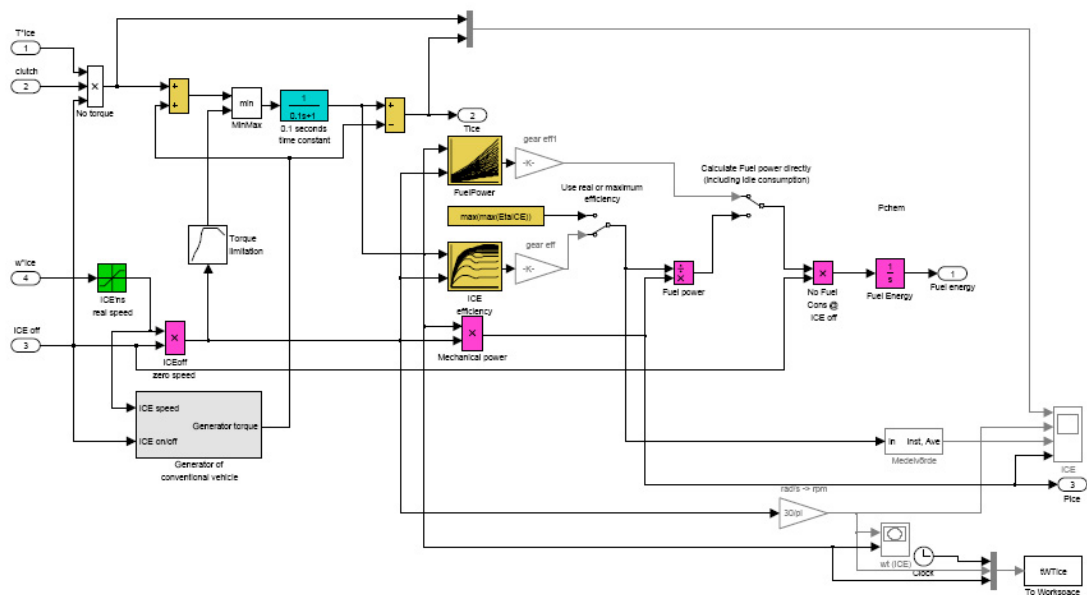 T*Ice
1
clutch
2
×
No torque
+
+
min
MinMax
1
0.1s+1
0.1 seconds
time constant
+
−
2
Tice
FuelPower
gear eff1
-K-
Use real or maximum
efficiency
Calculate Fuel power directly
(including idle consumption)
max(max(EtaICE))
Torque
limitation
gear eff
-K-
ICE
efficiency
÷
×
Fuel power
Pchem
×
No Fuel
Cons @
ICE off
1
s
Fuel Energy
1
Fuel energy
w*ice
4
ICE'ns
real speed
ICE off
3
×
ICEoff
zero speed
×
Mechanical power
ICE speed
Generator torque
ICE on/off
Generator of
conventional vehicle
In
Inst, Ave
Medelvörde
ICE
3
Pice
rad/s -> rpm
30/pi
wt (ICE)
Clock
tWTice
To Workspace